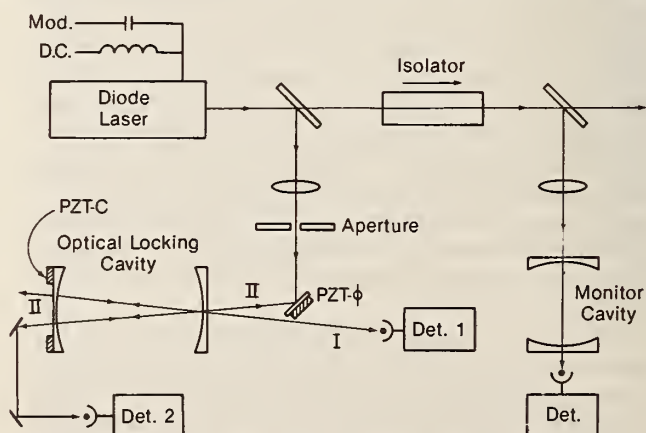 Mod.
D.C.
Diode
Laser
Isolator
PZT-C
Optical Locking
Cavity
Aperture
II
II
PZT-ϕ
I
Det. 1
Monitor
Cavity
Det. 2
Det.